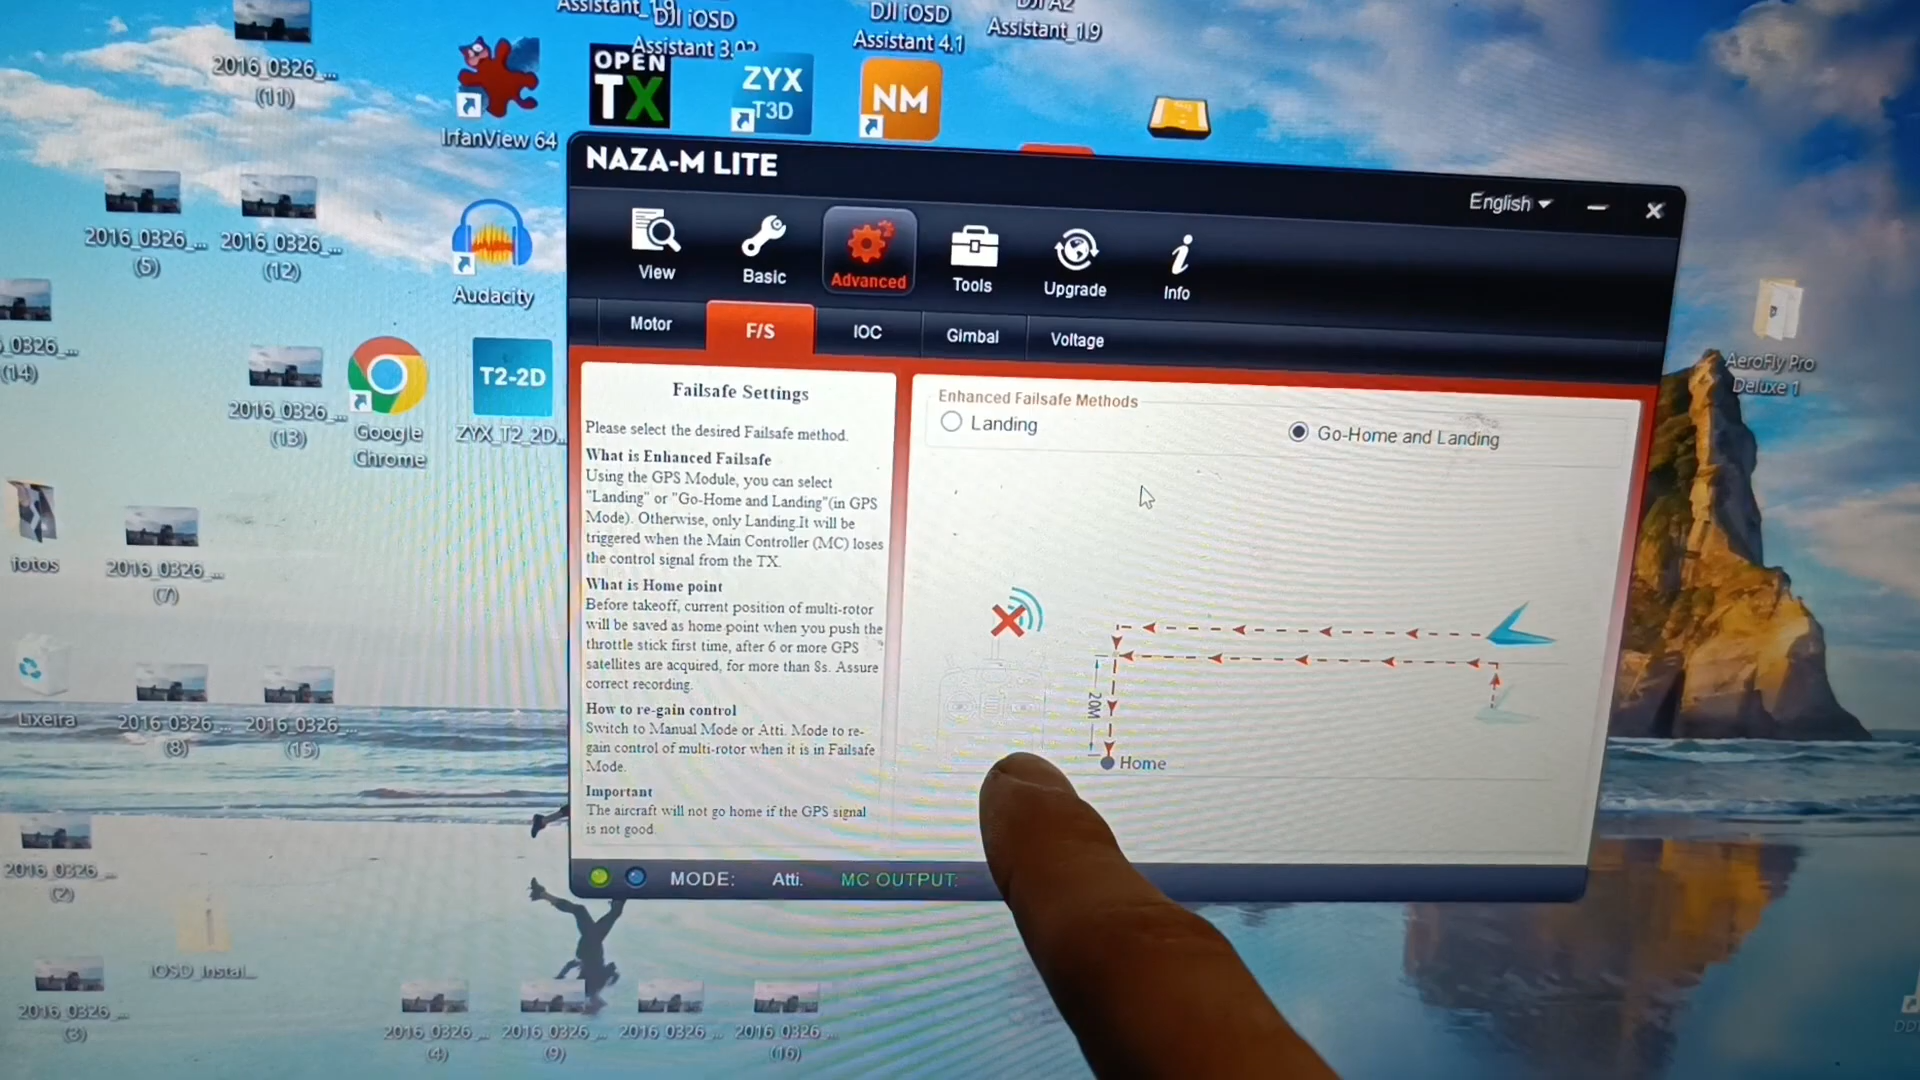 Assistant_1.9
DJI iOSD
Assistant 3.02
DJI iOSD
Assistant 4.1
DJI A2
Assistant_1.9
2016_0326_...
(11)
IrfanView 64
OPEN
TX
ZYX
T3D
NM
2016_0326_...
(5)
2016_0326_...
(12)
Audacity
_0326_...
(14)
2016_0326_...
(13)
Google
Chrome
T2-2D
ZYX_T2_2D...
AeroFly Pro
Deluxe 1
fotos
2016_0326_...
(7)
Lixeira
2016_0326_...
(8)
2016_0326_...
(15)
2016_0326_...
(2)
iOSD_Instal...
2016_0326_...
(3)
2016_0326_...
(4)
2016_0326_...
(9)
2016_0326_...
2016_0326_...
(16)
NAZA-M LITE
English
View
Basic
Advanced
Tools
Upgrade
Info
Motor
F/S
IOC
Gimbal
Voltage
Failsafe Settings
Please select the desired Failsafe method.
What is Enhanced Failsafe
Using the GPS Module, you can select
"Landing" or "Go-Home and Landing"(in GPS
Mode). Otherwise, only Landing.It will be
triggered when the Main Controller (MC) loses
the control signal from the TX.
What is Home point
Before takeoff, current position of multi-rotor
will be saved as home point when you push the
throttle stick first time, after 6 or more GPS
satellites are acquired, for more than 8s. Assure
correct recording.
How to re-gain control
Switch to Manual Mode or Atti. Mode to re-
gain control of multi-rotor when it is in Failsafe
Mode.
Important
The aircraft will not go home if the GPS signal
is not good.
Enhanced Failsafe Methods
Landing
Go-Home and Landing
20M
Home
MODE: Atti. MC OUTPUT: